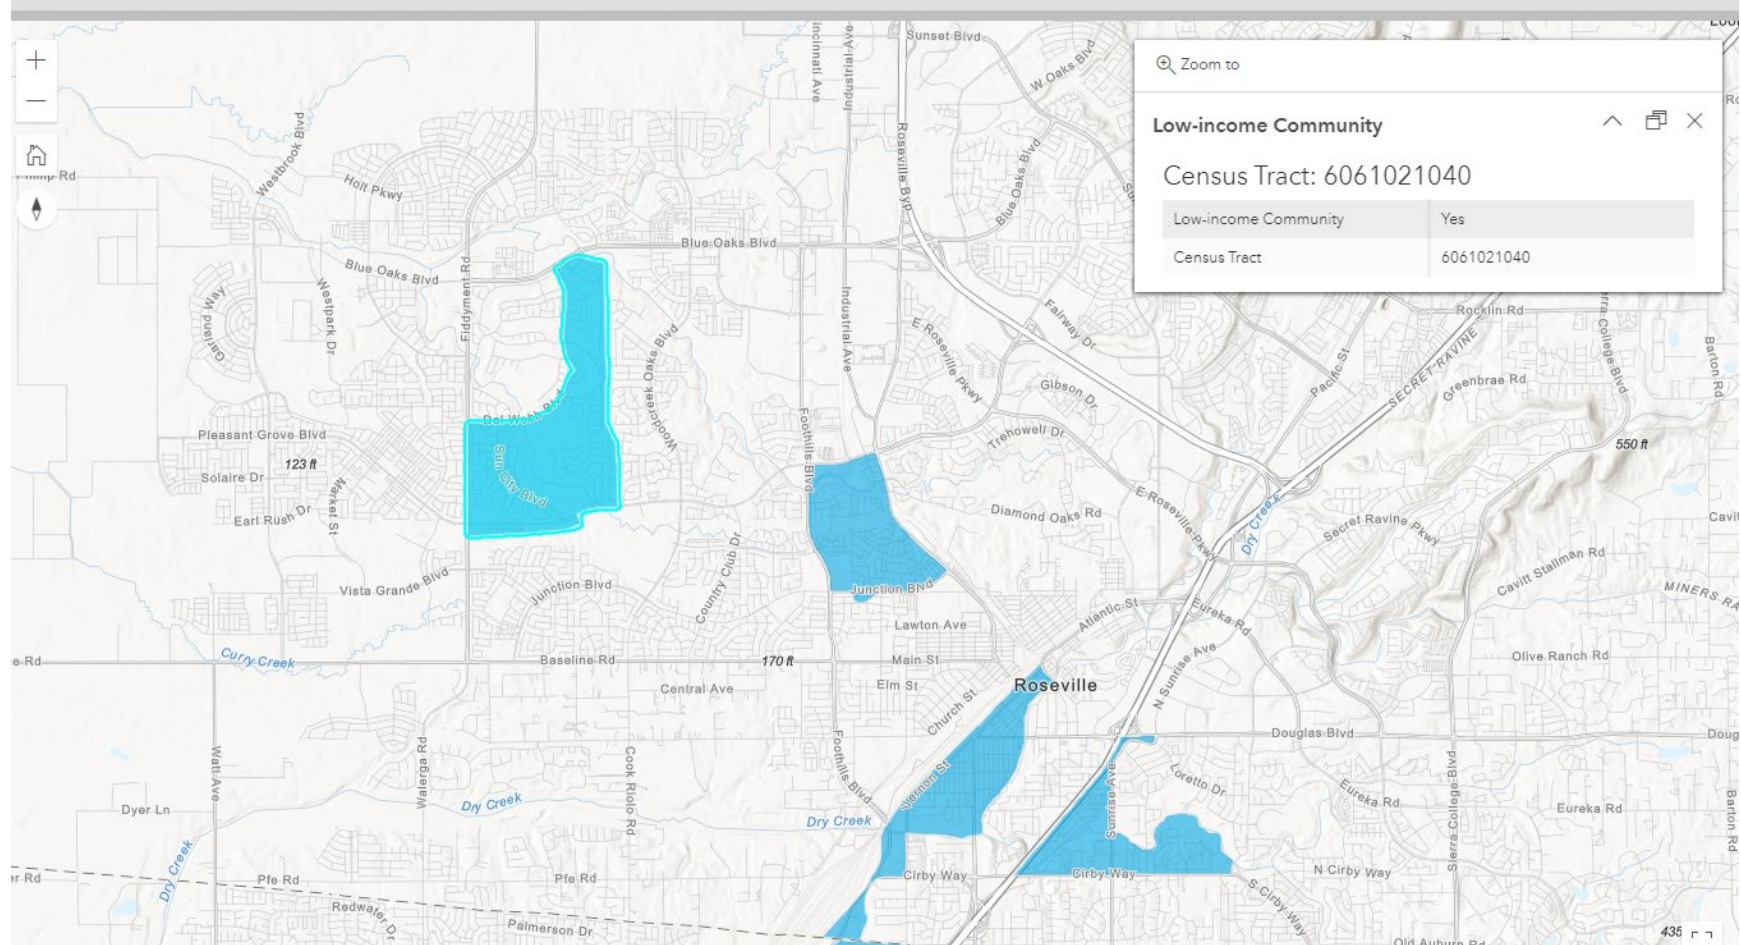 Zoom to
Low-income Community
Census Tract: 6061021040
Low-income Community Yes
Census Tract 6061021040
Sunset Blvd
W Oaks Blvd
Industrial Ave
Roseville Byp
Blue Oaks Blvd
Westbrook Blvd
Holt Pkwy
Blue Oaks Blvd
Blue Oaks Blvd
Fiddyment Rd
Westpark Dr
Garland Way
Industrial Ave
Woodcreek Oaks Blvd
E Roseville Pkwy
Fairway Dr
Gibson Dr
Rocklin Rd
Pacific St
SECRET RAVINE
Greenbrae Rd
Barton Rd
Pleasant Grove Blvd
Solaire Dr
123 ft
Market St
Earl Rush Dr
Sun City Blvd
Foothills Blvd
Trehowell Dr
550 ft
Diamond Oaks Rd
E Roseville Pkwy
Dry Creek
Secret Ravine Pkwy
Cavitt Stallman Rd
Vista Grande Blvd
Junction Blvd
Country Club Dr
Junction Blvd
Lawton Ave
Atlantic St
Eureka Rd
Curry Creek
Baseline Rd
170 ft
Main St
Olive Ranch Rd
Central Ave
Elm St
Church St
Roseville
N Sunrise Ave
Douglas Blvd
Watt Ave
Walerga Rd
Cook Riolo Rd
Foothills Blvd
Vernon St
Sunrise Ave
Loretto Dr
Eureka Rd
Sierra College Blvd
Eureka Rd
Barton Rd
Dyer Ln
Dry Creek
Dry Creek
Dry Creek
Pfe Rd
Pfe Rd
Cirby Way
Cirby Way
N Cirby Way
S Cirby Way
Redwater Dr
Palmerson Dr
Old Auburn Rd